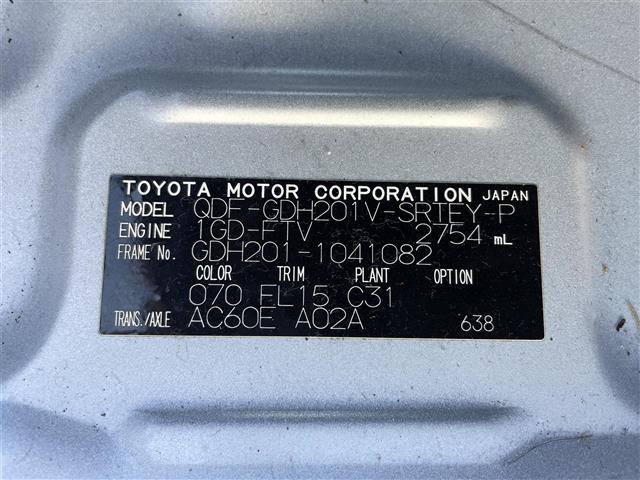 TOYOTA MOTOR CORPORATION JAPAN
MODEL QDF-GDH201V-SRTEY-P
ENGINE 1GD-FTV 2754 mL
FRAME No. GDH201-1041082
COLOR TRIM PLANT OPTION
070 FL15 C31
TRANS./AXLE AC60E A02A 638